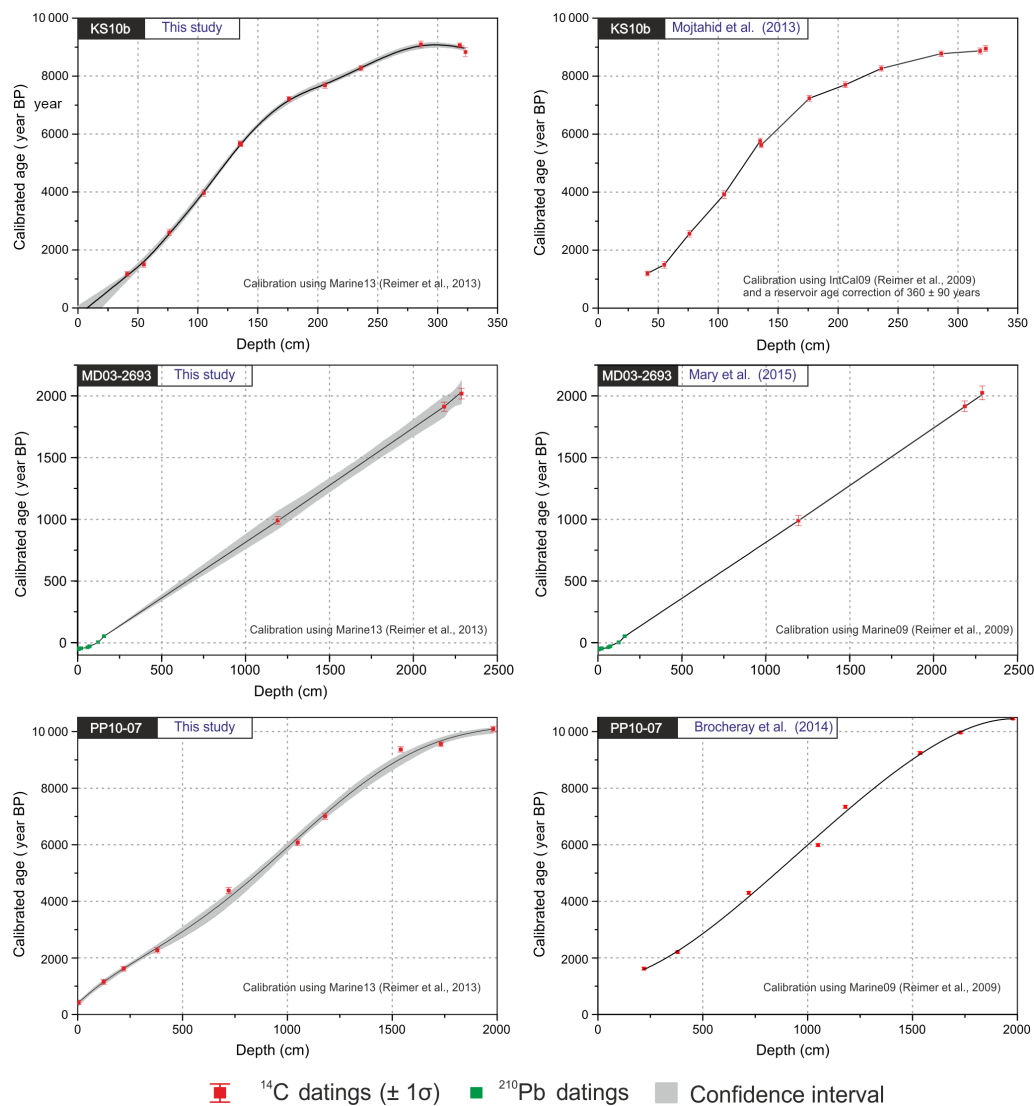 KS10b This study
10 000
8000
year
6000
4000
2000
0
Calibrated age ( year BP)
Calibration using Marine13 (Reimer et al., 2013)
0 50 100 150 200 250 300 350
Depth (cm)
KS10b Mojtahid et al. (2013)
10 000
8000
6000
4000
2000
0
Calibrated age ( year BP)
Calibration using IntCal09 (Reimer et al., 2009)
and a reservoir age correction of 360 ± 90 years
0 50 100 150 200 250 300 350
Depth (cm)
MD03-2693 This study
2000
1500
1000
500
0
Calibrated age ( year BP)
Calibration using Marine13 (Reimer et al., 2013)
0 500 1000 1500 2000 2500
Depth (cm)
MD03-2693 Mary et al. (2015)
2000
1500
1000
500
0
Calibrated age ( year BP)
Calibration using Marine09 (Reimer et al., 2009)
0 500 1000 1500 2000 2500
Depth (cm)
PP10-07 This study
10 000
8000
6000
4000
2000
0
Calibrated age ( year BP)
Calibration using Marine13 (Reimer et al., 2013)
0 500 1000 1500 2000
Depth (cm)
PP10-07 Brocheray et al. (2014)
10 000
8000
6000
4000
2000
0
Calibrated age ( year BP)
Calibration using Marine09 (Reimer et al., 2009)
0 500 1000 1500 2000
Depth (cm)
¹⁴C datings (± 1σ) ²¹⁰Pb datings Confidence interval